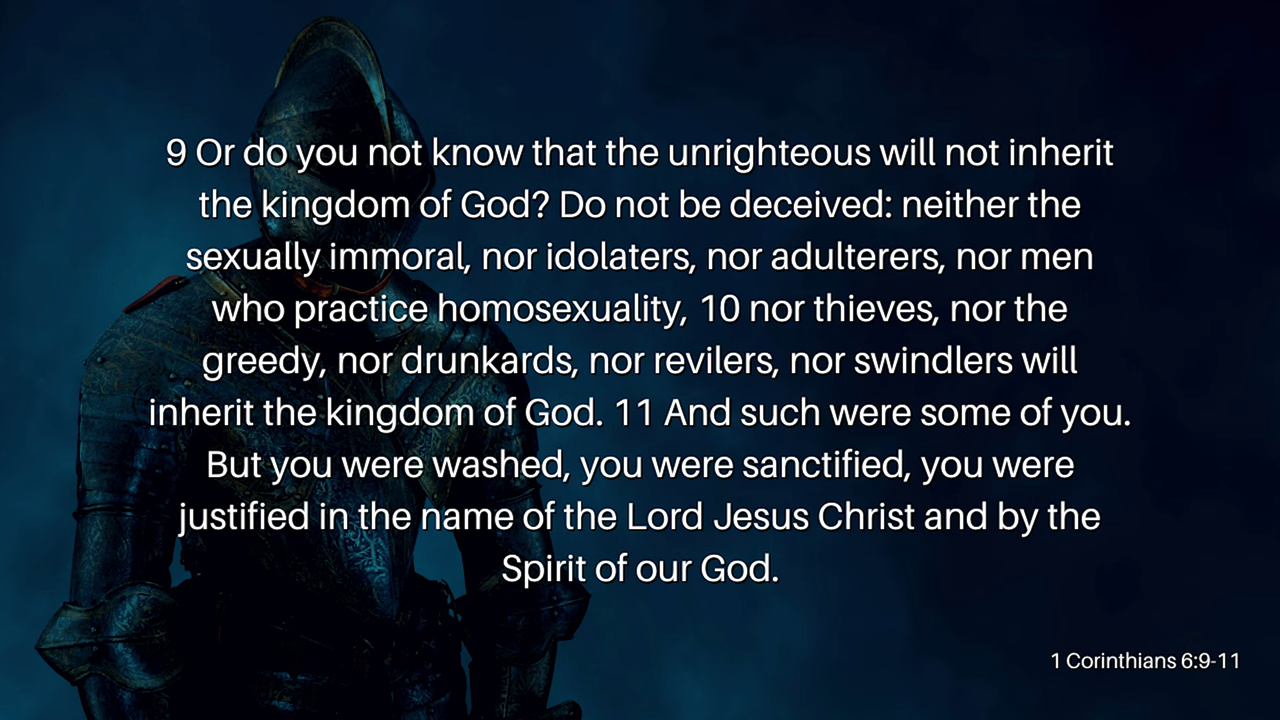 9 Or do you not know that the unrighteous will not inherit
the kingdom of God? Do not be deceived: neither the
sexually immoral, nor idolaters, nor adulterers, nor men
who practice homosexuality, 10 nor thieves, nor the
greedy, nor drunkards, nor revilers, nor swindlers will
inherit the kingdom of God. 11 And such were some of you.
But you were washed, you were sanctified, you were
justified in the name of the Lord Jesus Christ and by the
Spirit of our God.
1 Corinthians 6:9-11